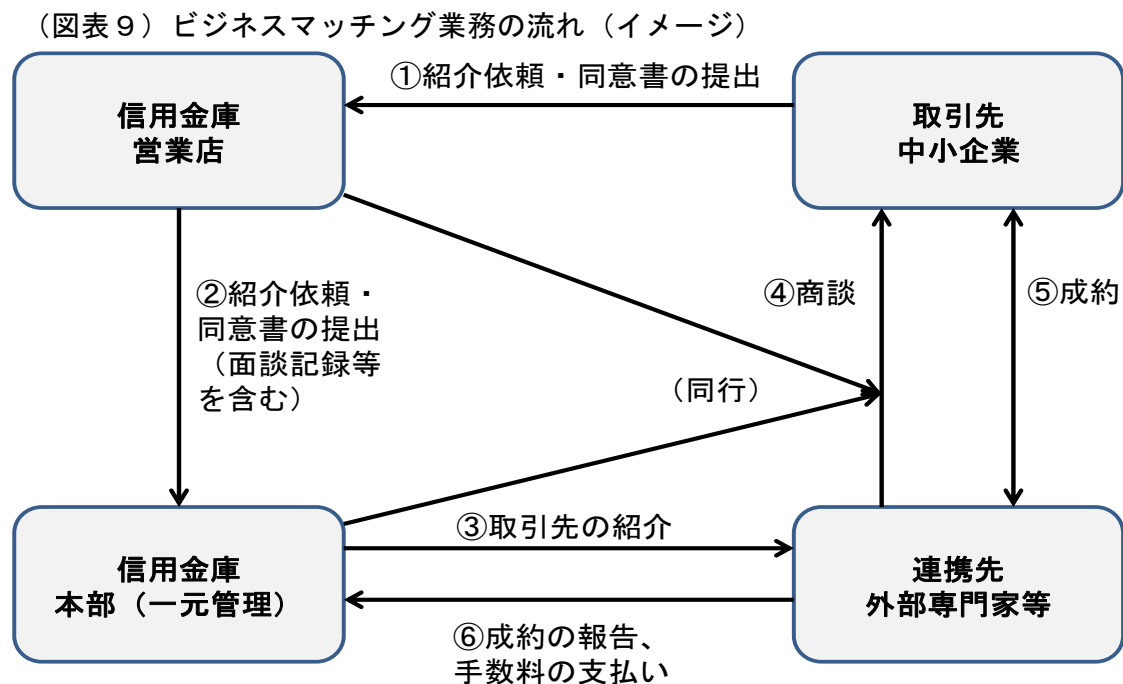 （図表９）ビジネスマッチング業務の流れ（イメージ）
①紹介依頼・同意書の提出
信用金庫
営業店
取引先
中小企業
②紹介依頼・
同意書の提出
（面談記録等
を含む）
④商談
⑤成約
（同行）
③取引先の紹介
信用金庫
本部（一元管理）
連携先
外部専門家等
⑥成約の報告、
手数料の支払い